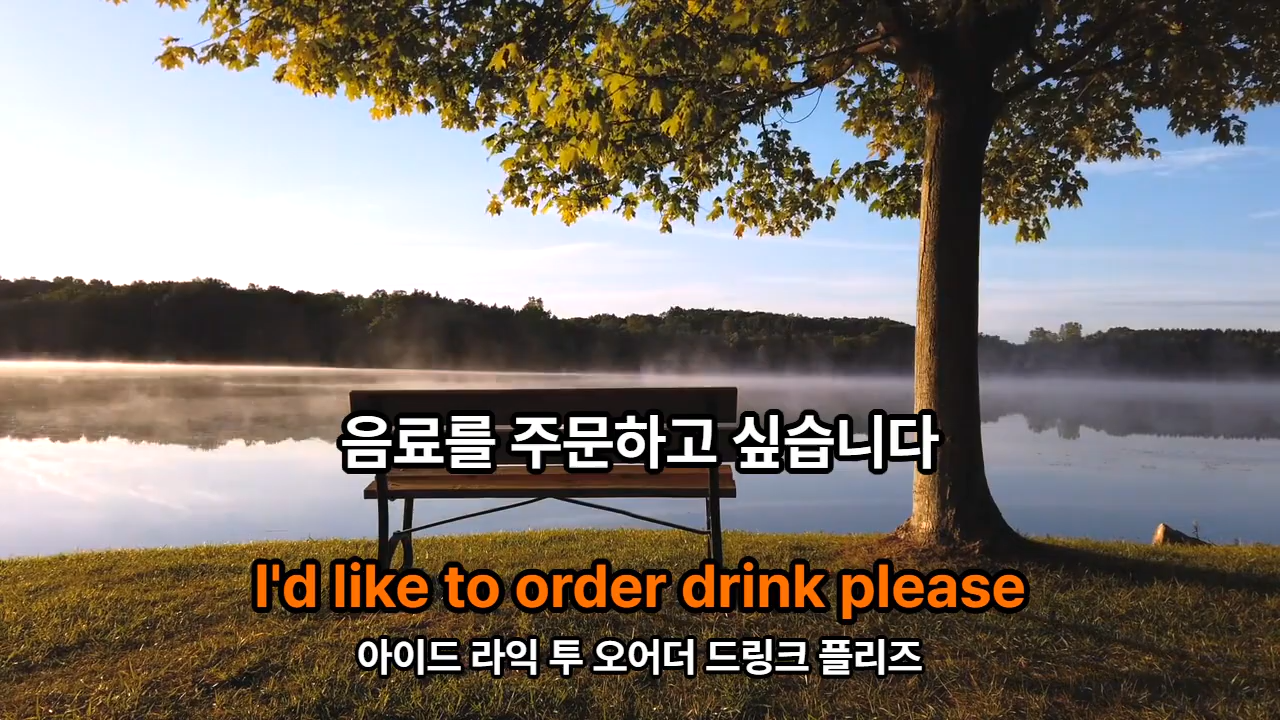 음료를 주문하고 싶습니다
I'd like to order drink please
아이드 라익 투 오어더 드링크 플리즈